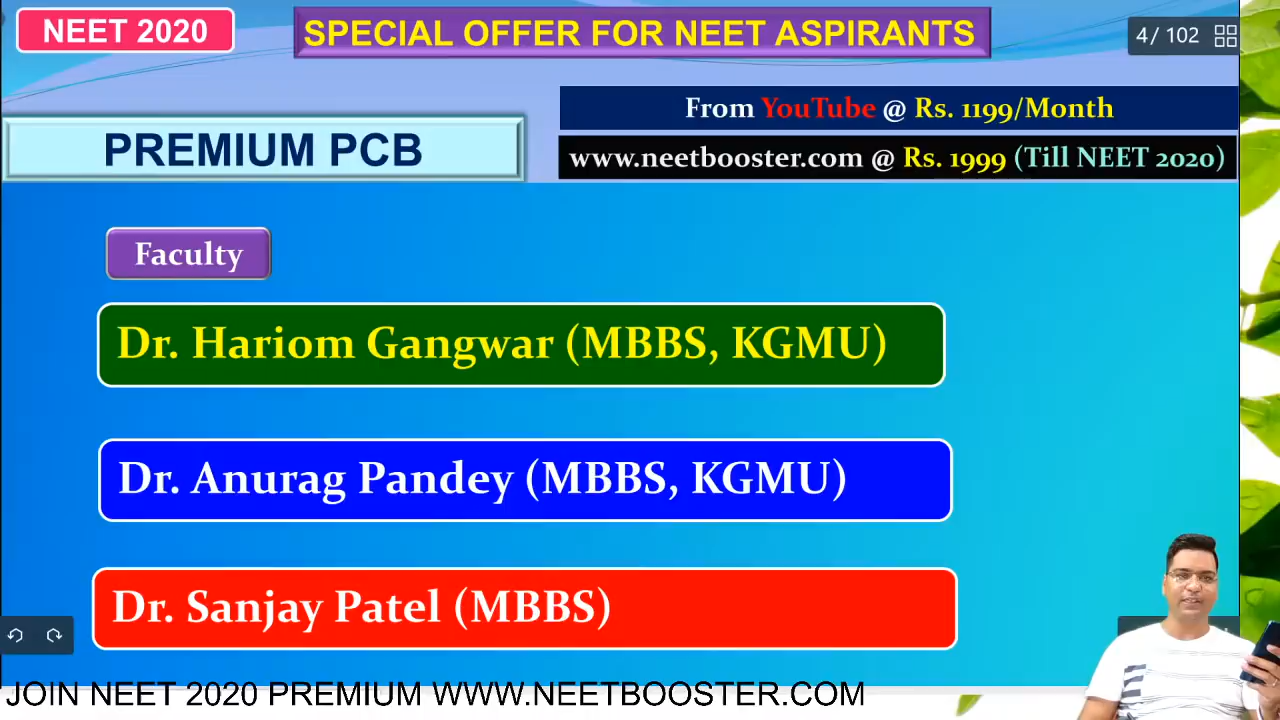 NEET 2020
SPECIAL OFFER FOR NEET ASPIRANTS
4 / 102
From YouTube @ Rs. 1199/Month
PREMIUM PCB
www.neetbooster.com @ Rs. 1999 (Till NEET 2020)
Faculty
Dr. Hariom Gangwar (MBBS, KGMU)
Dr. Anurag Pandey (MBBS, KGMU)
Dr. Sanjay Patel (MBBS)
JOIN NEET 2020 PREMIUM WWW.NEETBOOSTER.COM